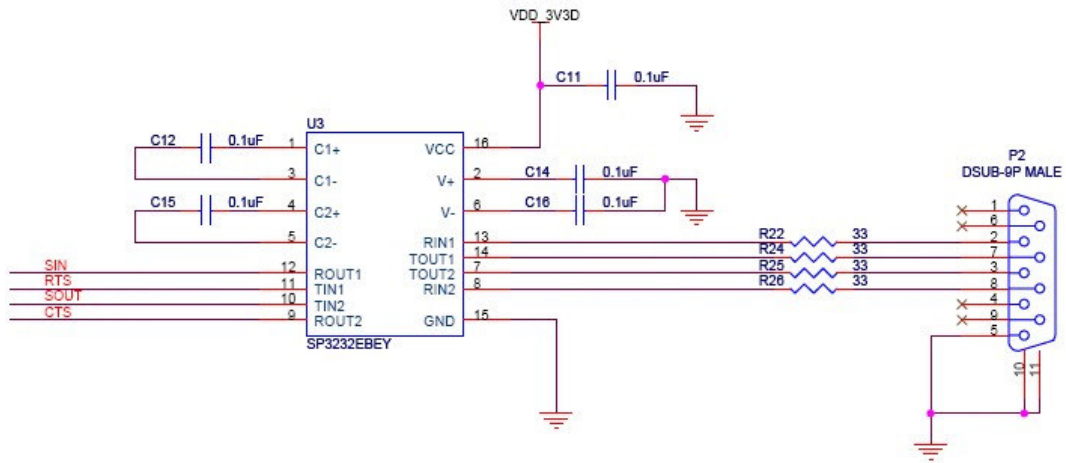 VDD_3V3D
C11 0.1uF
U3
C12 0.1uF 1 C1+ VCC 16
P2
DSUB-9P MALE
3 C1- V+ 2 C14 0.1uF
C15 0.1uF 4 C2+ V- 6 C16 0.1uF 1
6
5 C2- RIN1 13 R22 33 2
TOUT1 14 R24 33 7
SIN 12 ROUT1 TOUT2 7 R25 33 3
RTS 11 TIN1 RIN2 8 R26 33 8
SOUT 10 TIN2 4
CTS 9 ROUT2 GND 15 9
5
SP3232EBEY
10 11